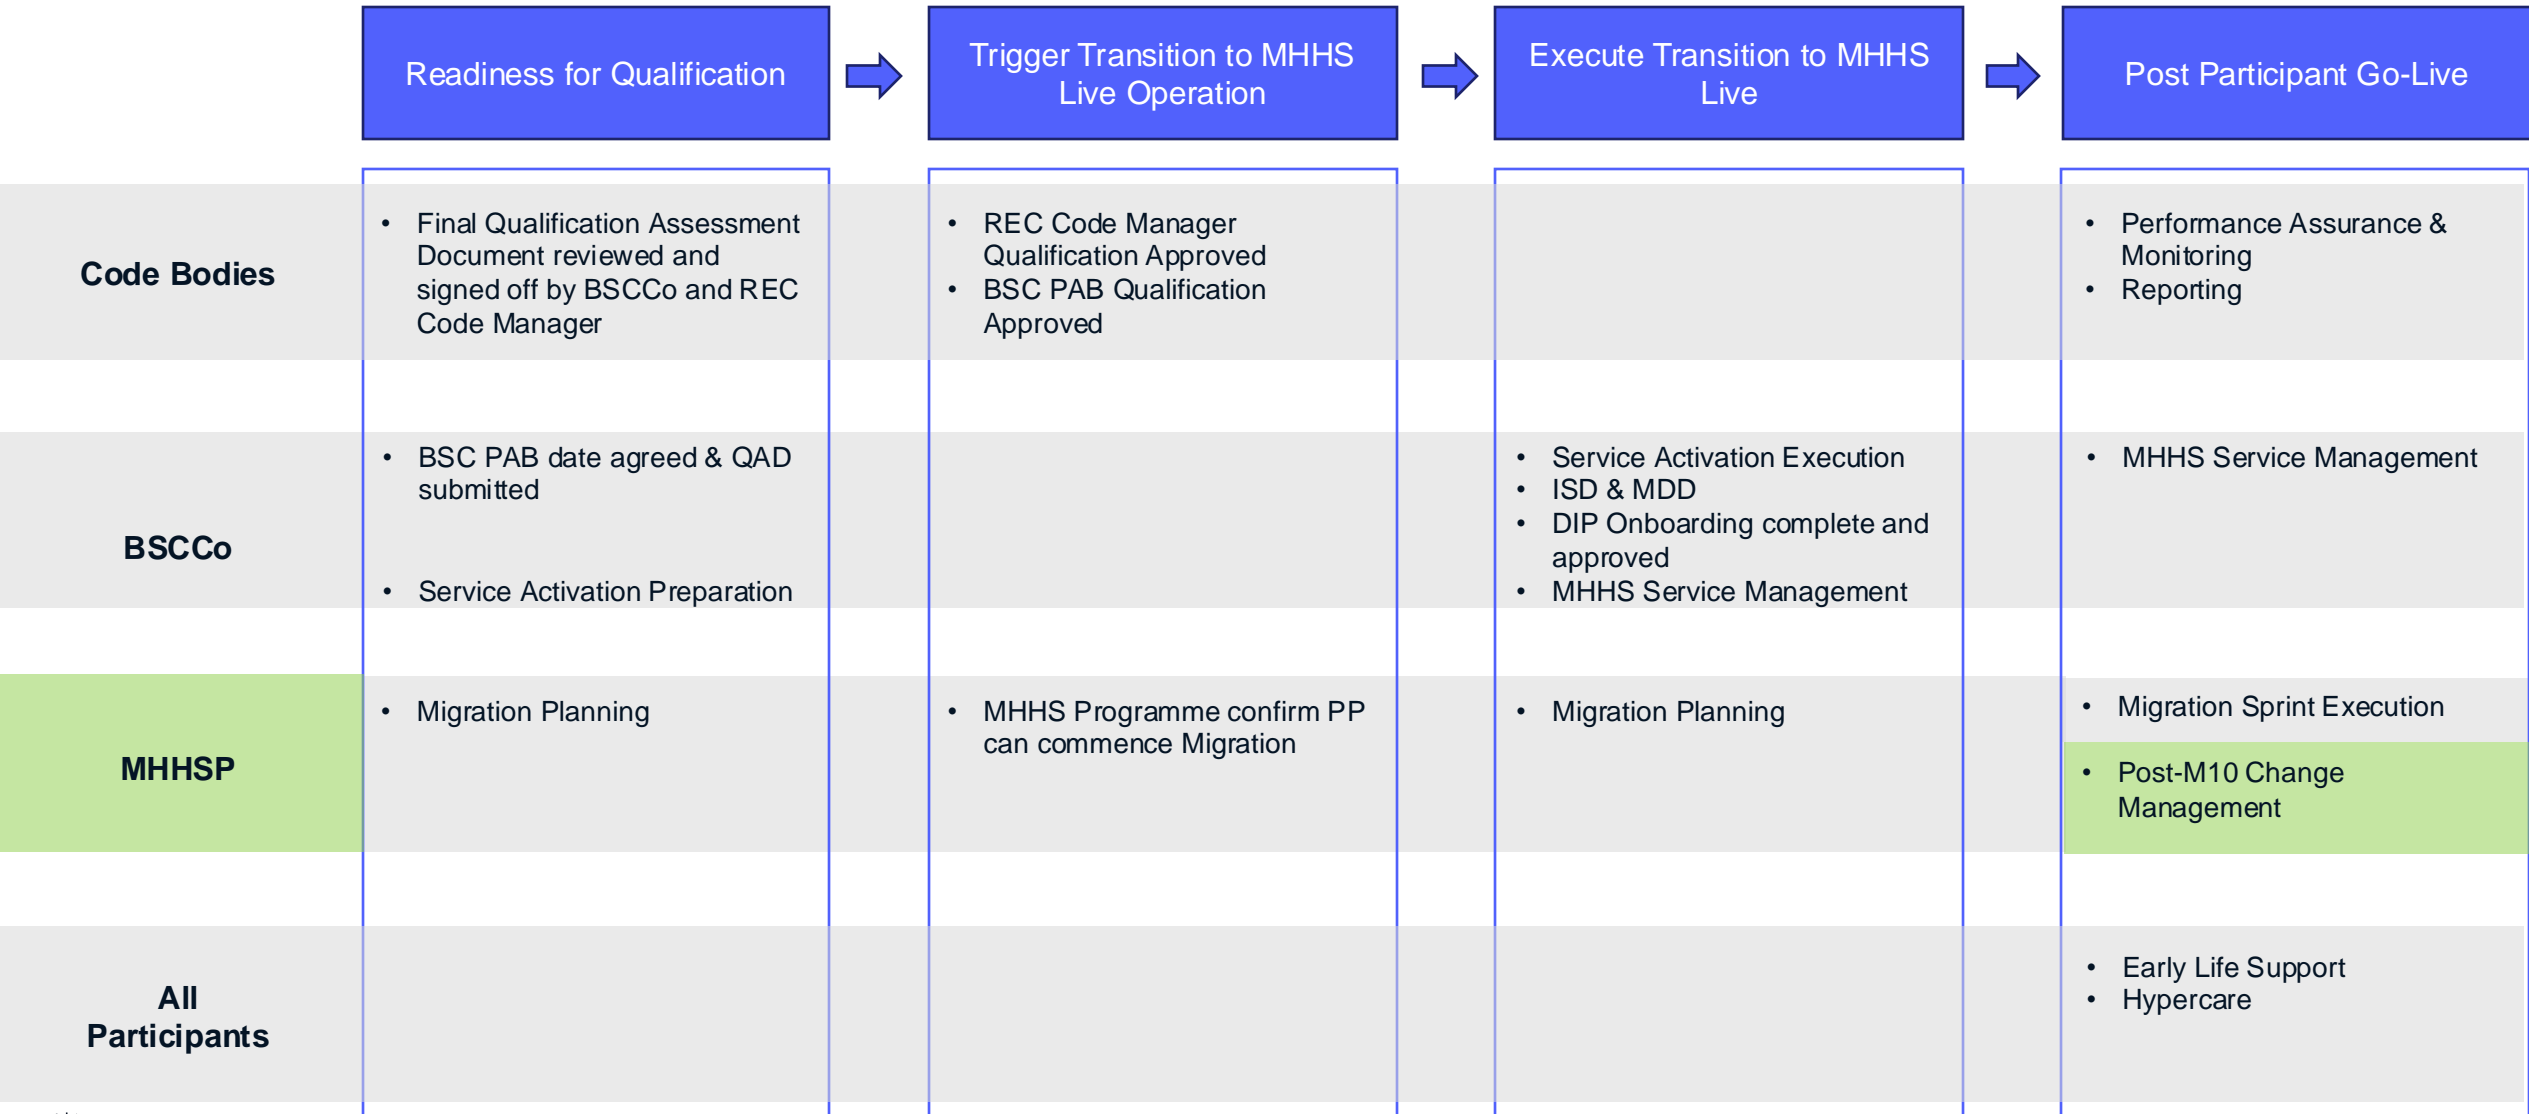 Readiness for Qualification
Trigger Transition to MHHS
Live Operation
Execute Transition to MHHS
Live
Post Participant Go-Live
Code Bodies
• Final Qualification Assessment
Document reviewed and
signed off by BSCCo and REC
Code Manager
• REC Code Manager
Qualification Approved
• BSC PAB Qualification
Approved
• Performance Assurance &
Monitoring
• Reporting
BSCCo
• BSC PAB date agreed & QAD
submitted
• Service Activation Preparation
• Service Activation Execution
• ISD & MDD
• DIP Onboarding complete and
approved
• MHHS Service Management
• MHHS Service Management
MHHSP
• Migration Planning
• MHHS Programme confirm PP
can commence Migration
• Migration Planning
• Migration Sprint Execution
• Post-M10 Change
Management
All
Participants
• Early Life Support
• Hypercare